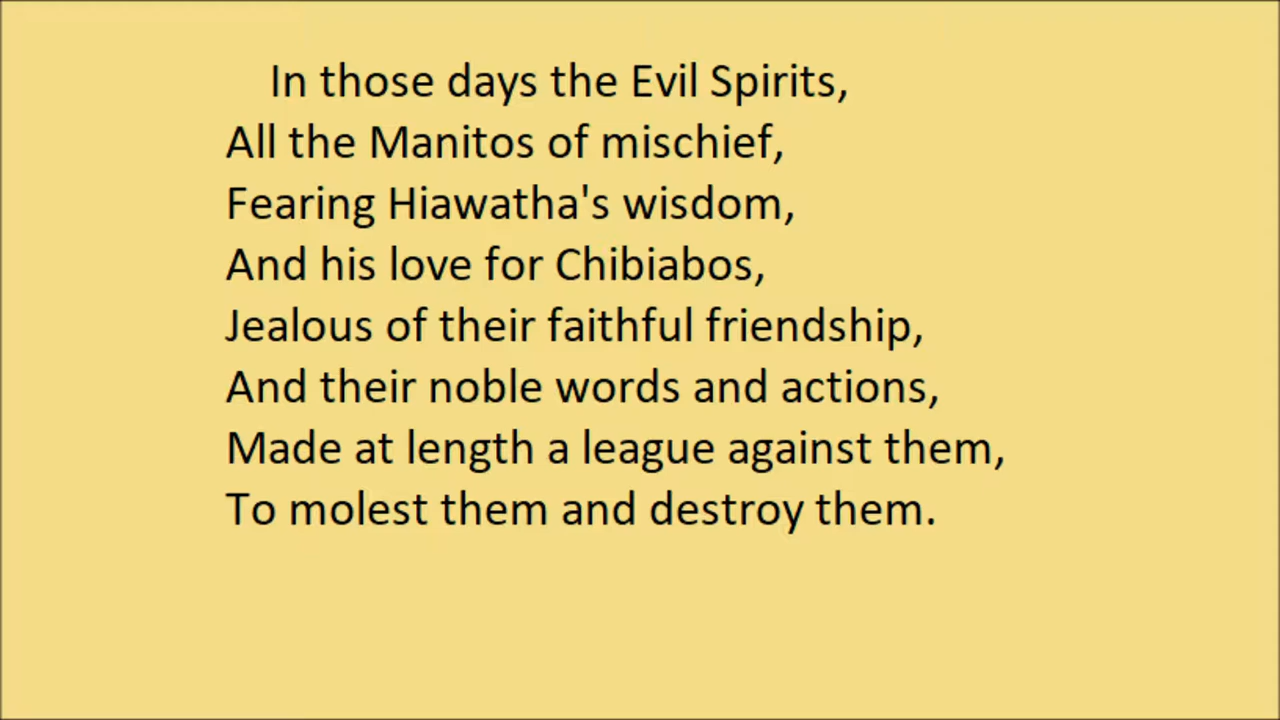 In those days the Evil Spirits,
All the Manitos of mischief,
Fearing Hiawatha's wisdom,
And his love for Chibiabos,
Jealous of their faithful friendship,
And their noble words and actions,
Made at length a league against them,
To molest them and destroy them.